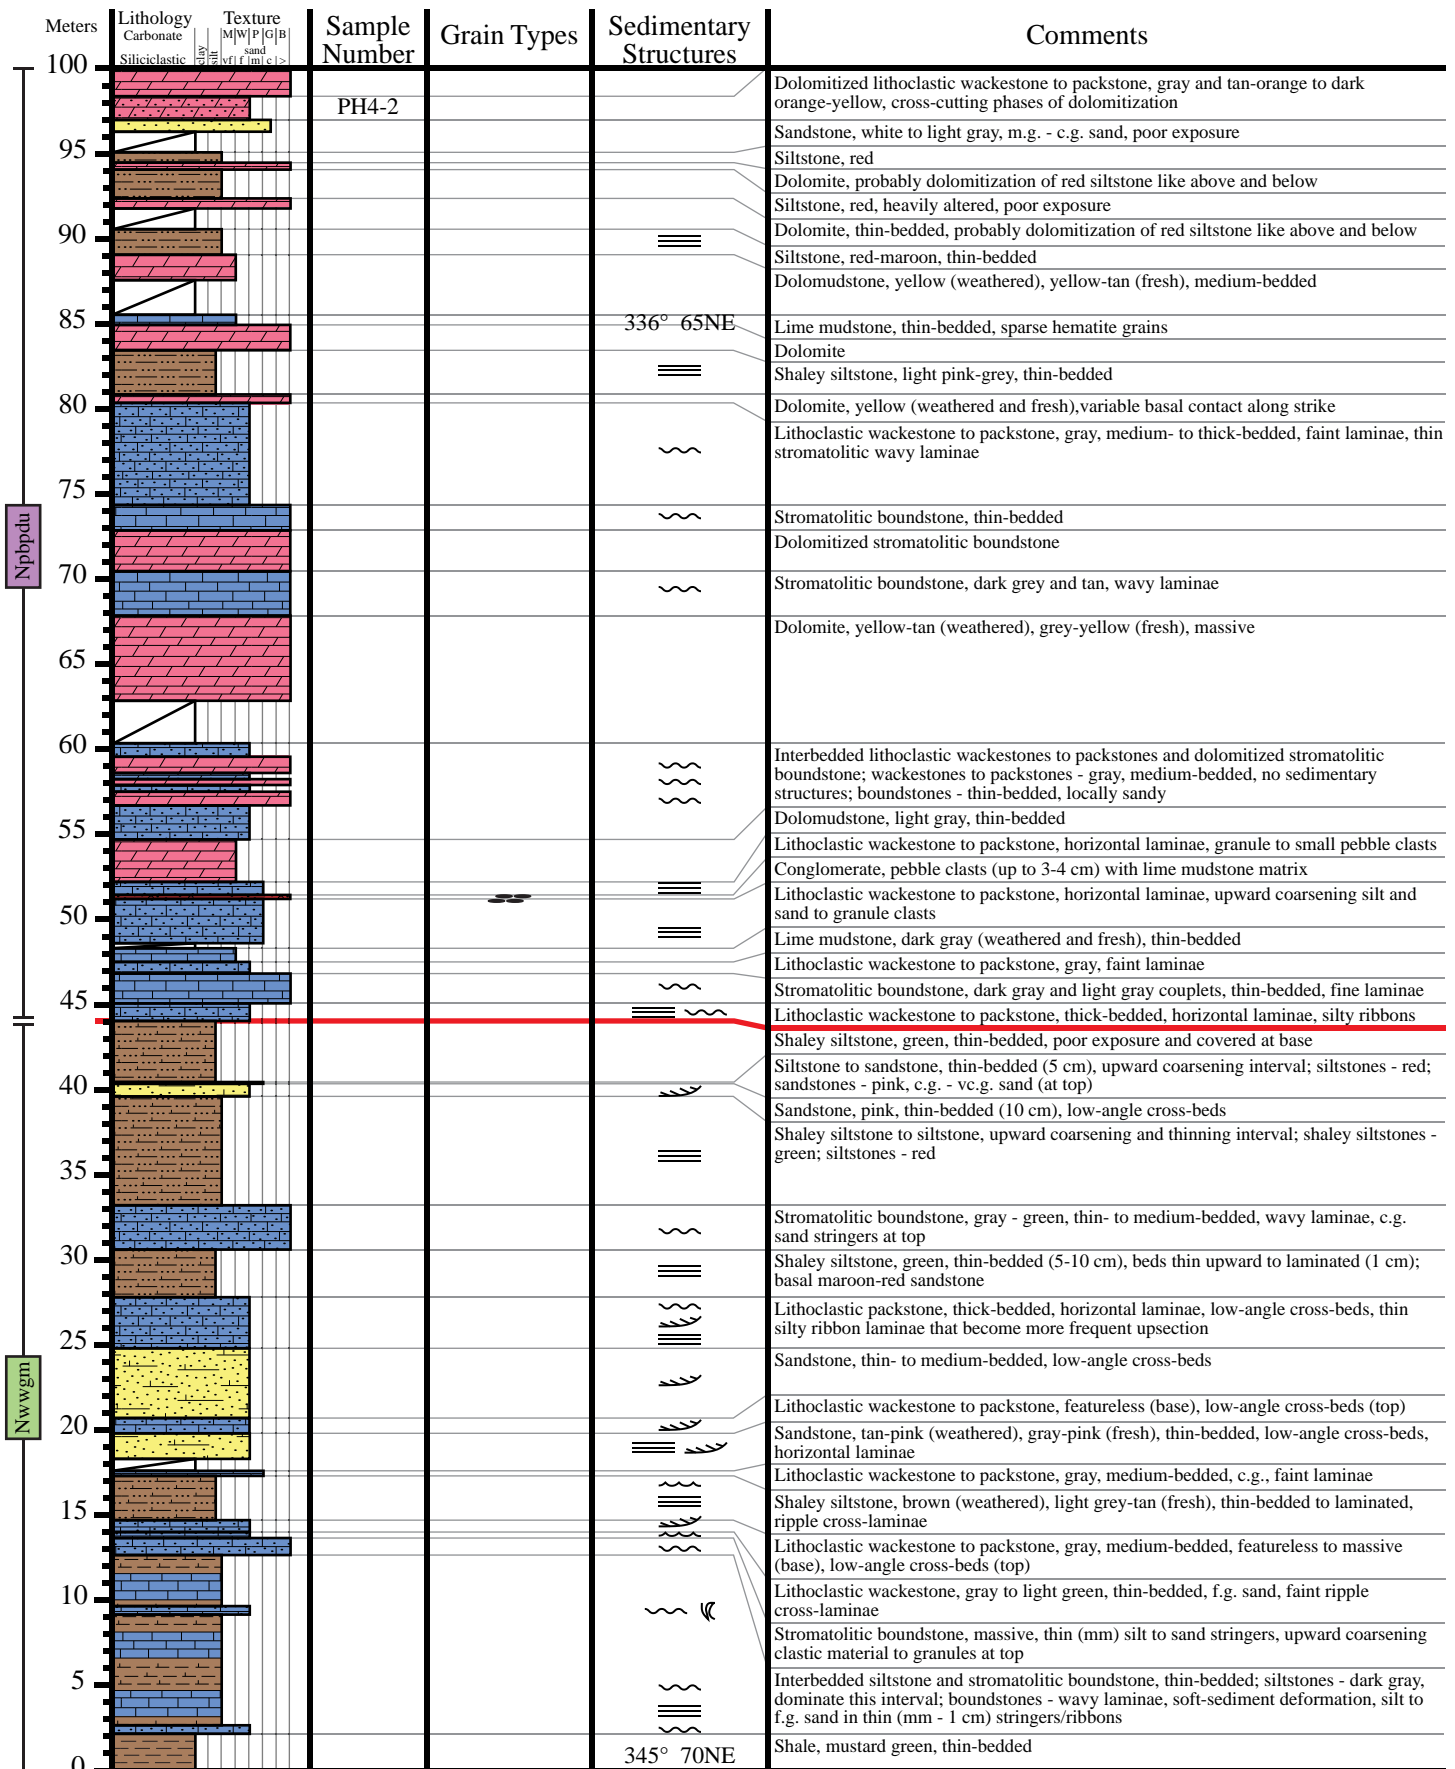 Meters
Lithology
Texture
Carbonate
M W P G B
Siliciclastic
clay
silt
sand
vf f m c >
Sample
Number
Grain Types
Sedimentary
Structures
Comments
100
95
90
85
80
75
70
65
60
55
50
45
40
35
30
25
20
15
10
5
0
Npbpdu
Nwwgm
PH4-2
336° 65NE
345° 70NE
Dolomitized lithoclastic wackestone to packstone, gray and tan-orange to dark
orange-yellow, cross-cutting phases of dolomitization
Sandstone, white to light gray, m.g. - c.g. sand, poor exposure
Siltstone, red
Dolomite, probably dolomitization of red siltstone like above and below
Siltstone, red, heavily altered, poor exposure
Dolomite, thin-bedded, probably dolomitization of red siltstone like above and below
Siltstone, red-maroon, thin-bedded
Dolomudstone, yellow (weathered), yellow-tan (fresh), medium-bedded
Lime mudstone, thin-bedded, sparse hematite grains
Dolomite
Shaley siltstone, light pink-grey, thin-bedded
Dolomite, yellow (weathered and fresh),variable basal contact along strike
Lithoclastic wackestone to packstone, gray, medium- to thick-bedded, faint laminae, thin
stromatolitic wavy laminae
Stromatolitic boundstone, thin-bedded
Dolomitized stromatolitic boundstone
Stromatolitic boundstone, dark grey and tan, wavy laminae
Dolomite, yellow-tan (weathered), grey-yellow (fresh), massive
Interbedded lithoclastic wackestones to packstones and dolomitized stromatolitic
boundstone; wackestones to packstones - gray, medium-bedded, no sedimentary
structures; boundstones - thin-bedded, locally sandy
Dolomudstone, light gray, thin-bedded
Lithoclastic wackestone to packstone, horizontal laminae, granule to small pebble clasts
Conglomerate, pebble clasts (up to 3-4 cm) with lime mudstone matrix
Lithoclastic wackestone to packstone, horizontal laminae, upward coarsening silt and
sand to granule clasts
Lime mudstone, dark gray (weathered and fresh), thin-bedded
Lithoclastic wackestone to packstone, gray, faint laminae
Stromatolitic boundstone, dark gray and light gray couplets, thin-bedded, fine laminae
Lithoclastic wackestone to packstone, thick-bedded, horizontal laminae, silty ribbons
Shaley siltstone, green, thin-bedded, poor exposure and covered at base
Siltstone to sandstone, thin-bedded (5 cm), upward coarsening interval; siltstones - red;
sandstones - pink, c.g. - vc.g. sand (at top)
Sandstone, pink, thin-bedded (10 cm), low-angle cross-beds
Shaley siltstone to siltstone, upward coarsening and thinning interval; shaley siltstones -
green; siltstones - red
Stromatolitic boundstone, gray - green, thin- to medium-bedded, wavy laminae, c.g.
sand stringers at top
Shaley siltstone, green, thin-bedded (5-10 cm), beds thin upward to laminated (1 cm);
basal maroon-red sandstone
Lithoclastic packstone, thick-bedded, horizontal laminae, low-angle cross-beds, thin
silty ribbon laminae that become more frequent upsection
Sandstone, thin- to medium-bedded, low-angle cross-beds
Lithoclastic wackestone to packstone, featureless (base), low-angle cross-beds (top)
Sandstone, tan-pink (weathered), gray-pink (fresh), thin-bedded, low-angle cross-beds,
horizontal laminae
Lithoclastic wackestone to packstone, gray, medium-bedded, c.g., faint laminae
Shaley siltstone, brown (weathered), light grey-tan (fresh), thin-bedded to laminated,
ripple cross-laminae
Lithoclastic wackestone to packstone, gray, medium-bedded, featureless to massive
(base), low-angle cross-beds (top)
Lithoclastic wackestone, gray to light green, thin-bedded, f.g. sand, faint ripple
cross-laminae
Stromatolitic boundstone, massive, thin (mm) silt to sand stringers, upward coarsening
clastic material to granules at top
Interbedded siltstone and stromatolitic boundstone, thin-bedded; siltstones - dark gray,
dominate this interval; boundstones - wavy laminae, soft-sediment deformation, silt to
f.g. sand in thin (mm - 1 cm) stringers/ribbons
Shale, mustard green, thin-bedded